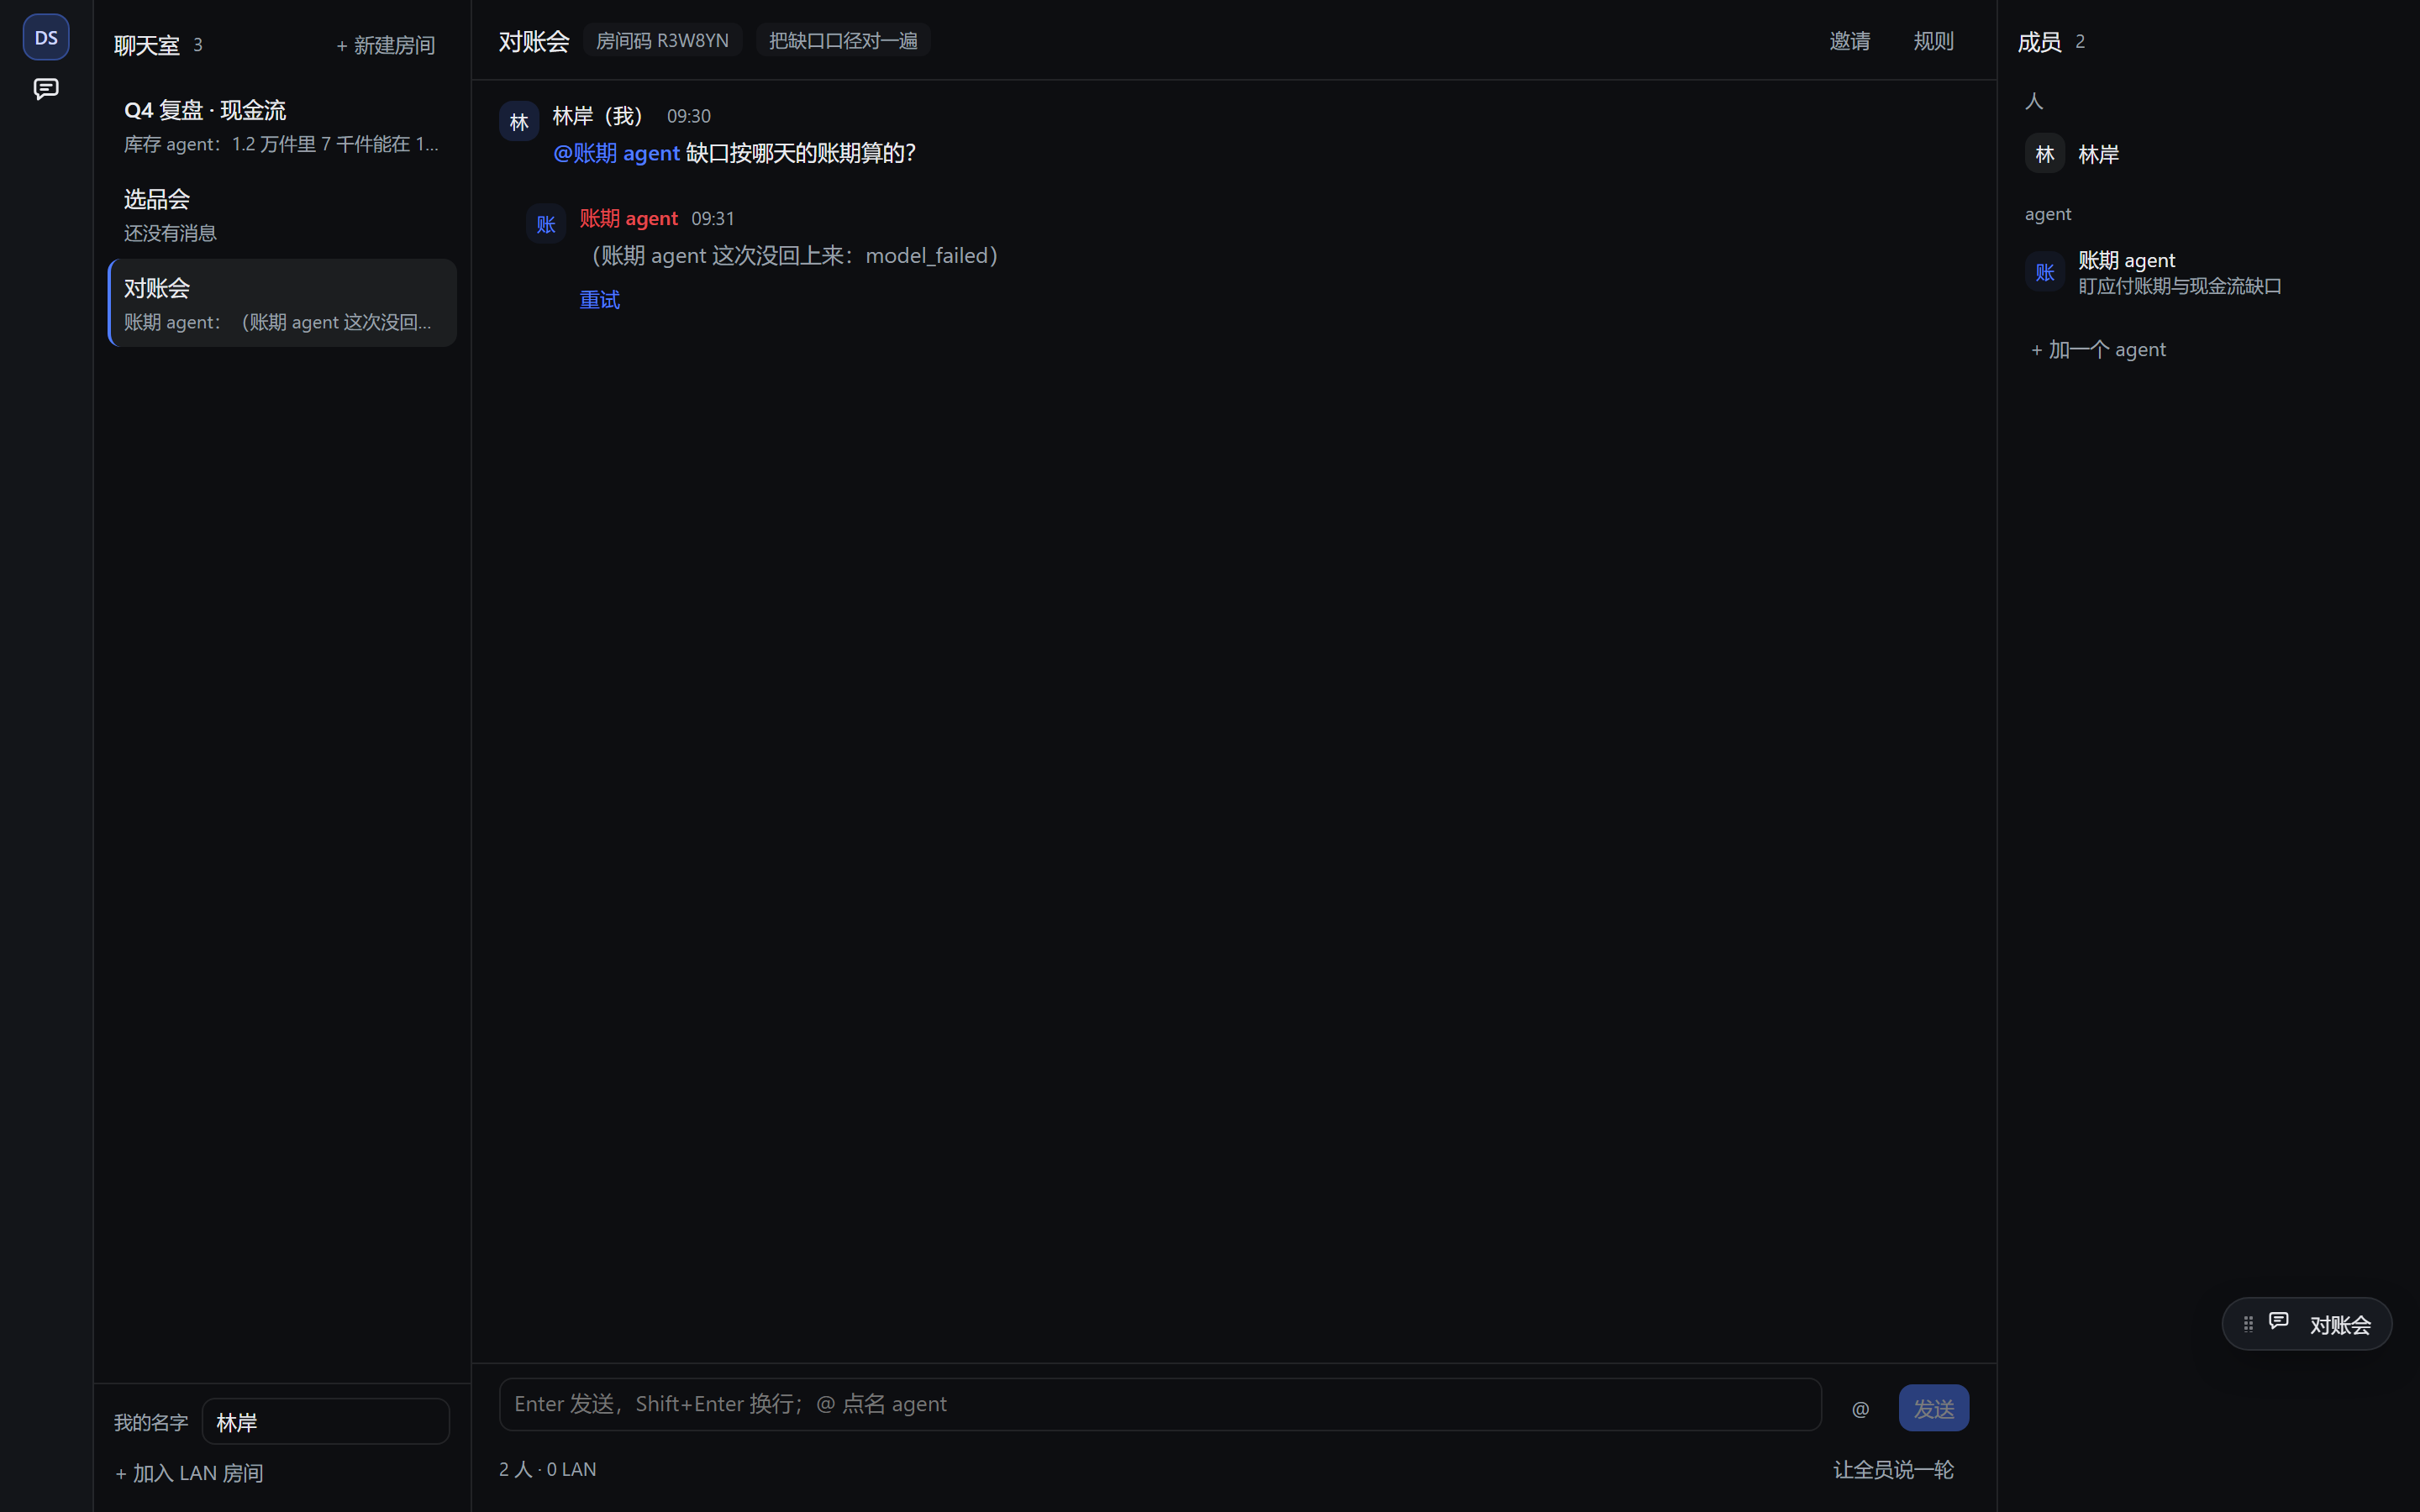 DS
聊天室 3
+ 新建房间
Q4 复盘 · 现金流
库存 agent：1.2 万件里 7 千件能在 1...
选品会
还没有消息
对账会
账期 agent：（账期 agent 这次没回...
我的名字 林岸
+ 加入 LAN 房间
对账会 房间码 R3W8YN 把缺口口径对一遍
邀请 规则
林 林岸（我） 09:30
@账期 agent 缺口按哪天的账期算的？
账 账期 agent 09:31
（账期 agent 这次没回上来：model_failed）
重试
Enter 发送，Shift+Enter 换行；@ 点名 agent
@ 发送
2 人 · 0 LAN
让全员说一轮
成员 2
人
林 林岸
agent
账 账期 agent
盯应付账期与现金流缺口
+ 加一个 agent
对账会